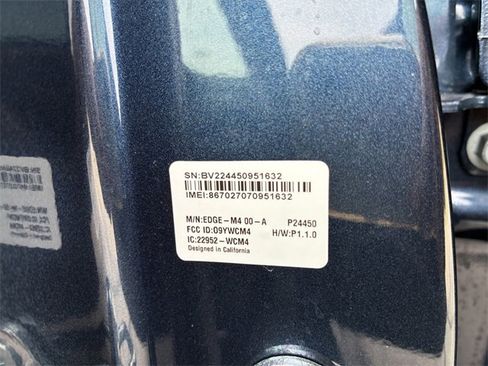 SN:BV224450951632
IMEI:867027070951632
M/N:EDGE-M4 00-A P24450
FCC ID:09YWCM4 H/W:P1.1.0
IC:22952-WCM4
Designed in California